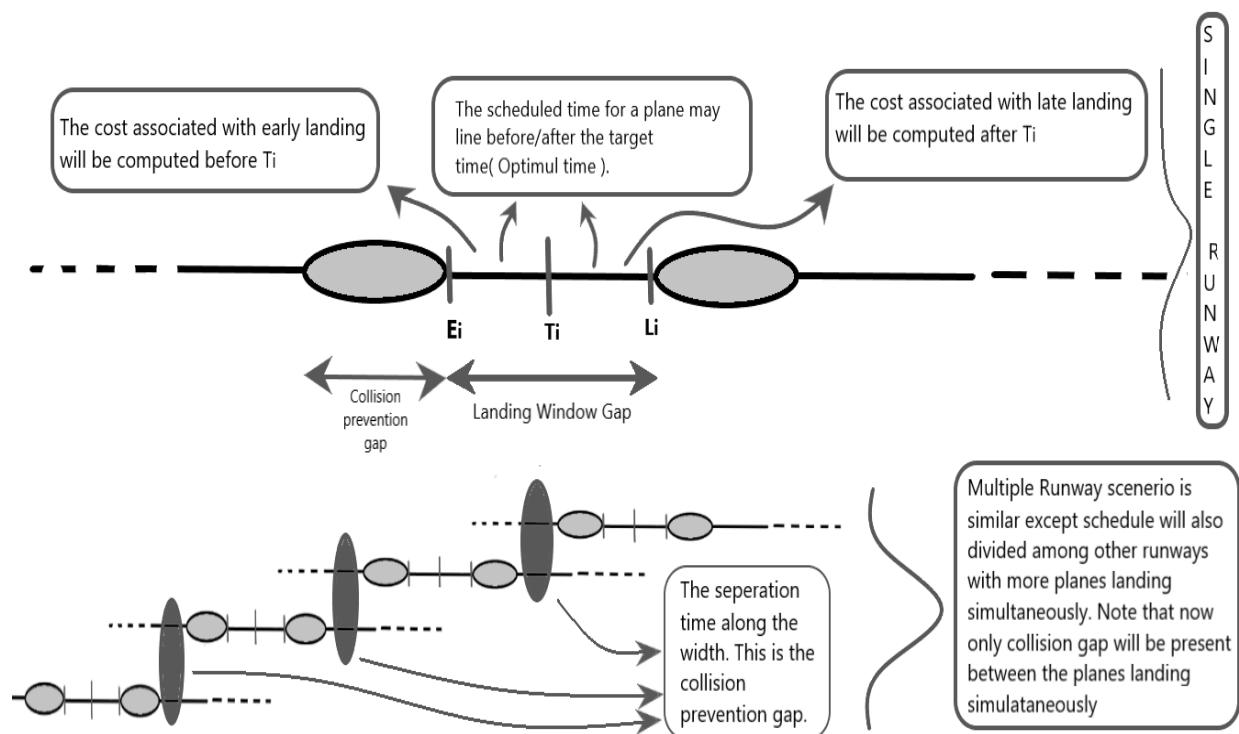 The cost associated with early landing
will be computed before Ti
The scheduled time for a plane may
line before/after the target
time( Optimul time ).
The cost associated with late landing
will be computed after Ti
SINGLE RUNWAY
Ei
Ti
Li
Collision
prevention
gap
Landing Window Gap
The seperation
time along the
width. This is the
collision
prevention gap.
Multiple Runway scenerio is
similar except schedule will also
divided among other runways
with more planes landing
simultaneously. Note that now
only collision gap will be present
between the planes landing
simulataneously